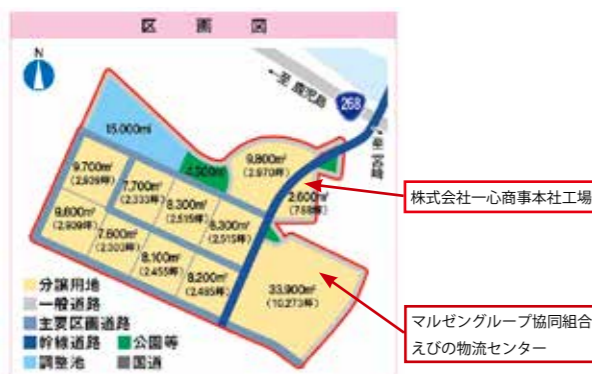 区 画 図
N
←至 鹿児島
268
←至 宮崎
15,000㎡
4,300㎡
9,800㎡
(2,970坪)
2,600㎡
(788坪)
9,700㎡
(2,939坪)
7,700㎡
(2,333坪)
8,300㎡
(2,515坪)
8,300㎡
(2,515坪)
9,600㎡
(2,909坪)
7,600㎡
(2,303坪)
8,100㎡
(2,455坪)
8,200㎡
(2,485坪)
33,900㎡
(10,273坪)
株式会社一心商事本社工場
マルゼングループ協同組合
えびの物流センター
分譲用地
一般道路
主要区画道路
幹線道路 公園等
調整池 国道